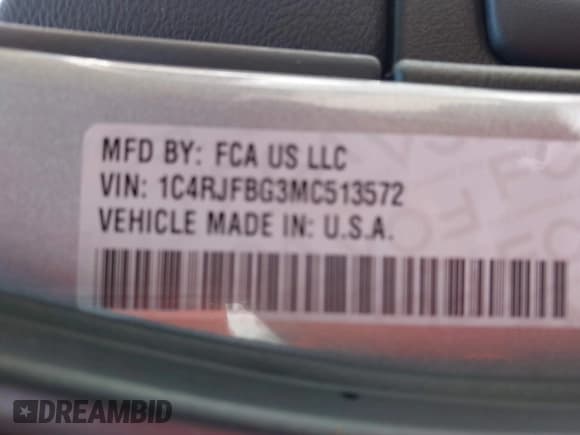 MFD BY: FCA US LLC
VIN: 1C4RJFBG3MC513572
VEHICLE MADE IN: U.S.A.
DREAMBID